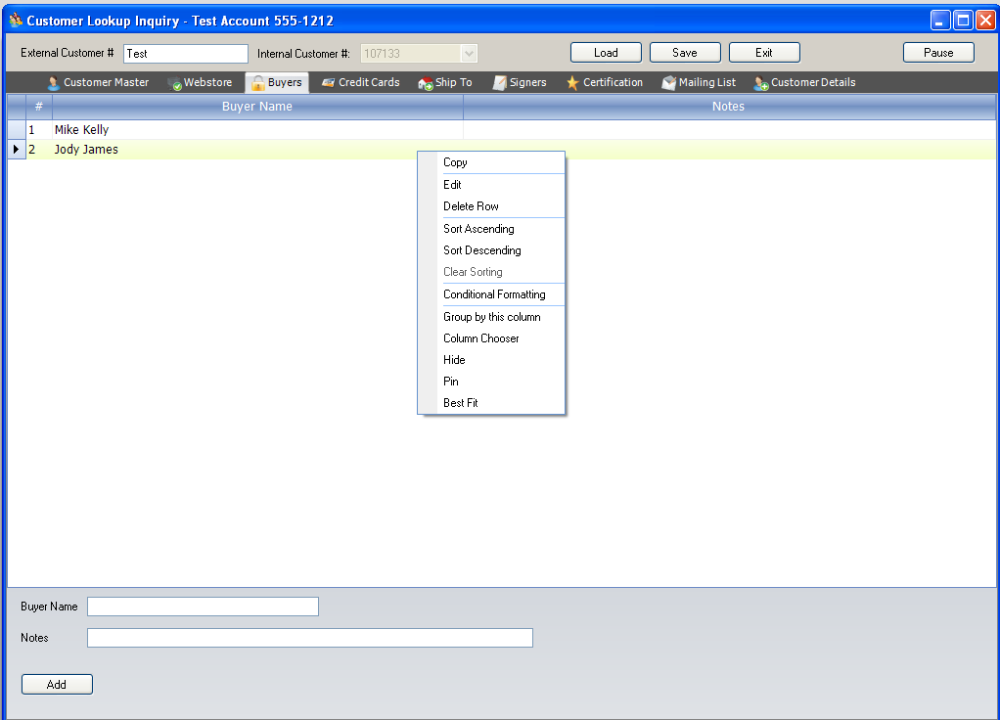 Customer Lookup Inquiry - Test Account 555-1212
External Customer # Test Internal Customer #: 107133 Load Save Exit Pause
Customer Master Webstore Buyers Credit Cards Ship To Signers Certification Mailing List Customer Details
# Buyer Name Notes
1 Mike Kelly
2 Jody James
Copy
Edit
Delete Row
Sort Ascending
Sort Descending
Clear Sorting
Conditional Formatting
Group by this column
Column Chooser
Hide
Pin
Best Fit
Buyer Name
Notes
Add